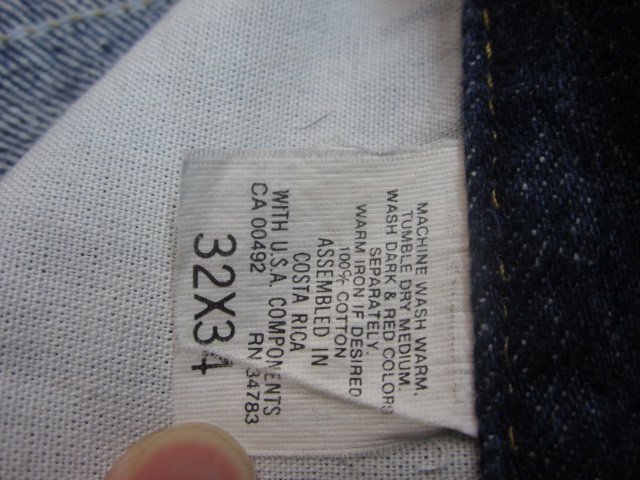 MACHINE WASH WARM.
TUMBLE DRY MEDIUM.
WASH DARK & RED COLORS
SEPARATELY.
WARM IRON IF DESIRED
100% COTTON
ASSEMBLED IN
COSTA RICA
WITH U.S.A. COMPONENTS
CA 00492 RN 34783
32X34